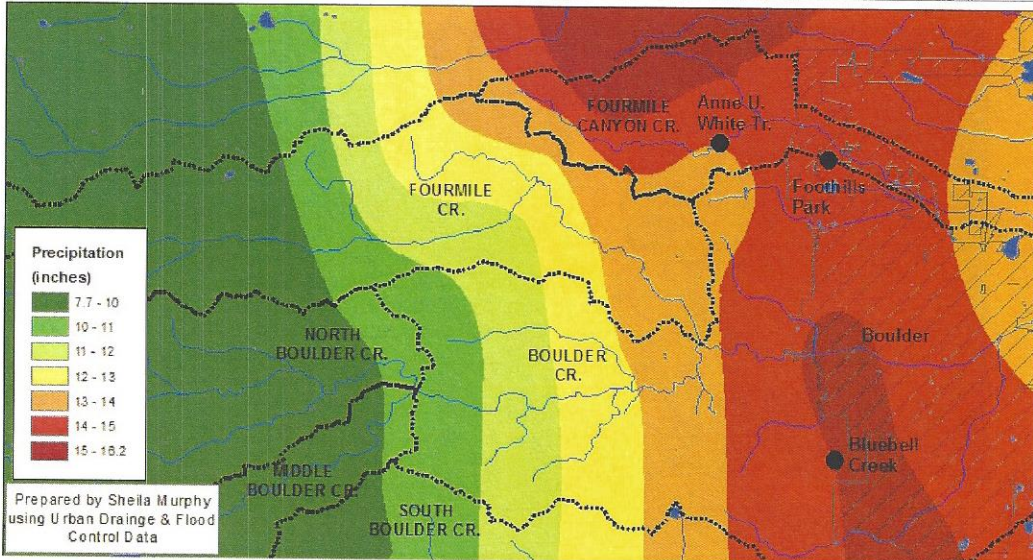 FOURMILE
CANYON CR.
Anne U.
White Tr.
FOURMILE
CR.
Foothills
Park
Precipitation
(inches)
7.7 - 10
10 - 11
11 - 12
12 - 13
13 - 14
14 - 15
15 - 16.2
NORTH
BOULDER CR.
BOULDER
CR.
Boulder
MIDDLE
BOULDER CR.
SOUTH
BOULDER CR.
Bluebell
Creek
Prepared by Sheila Murphy
using Urban Drainge & Flood
Control Data